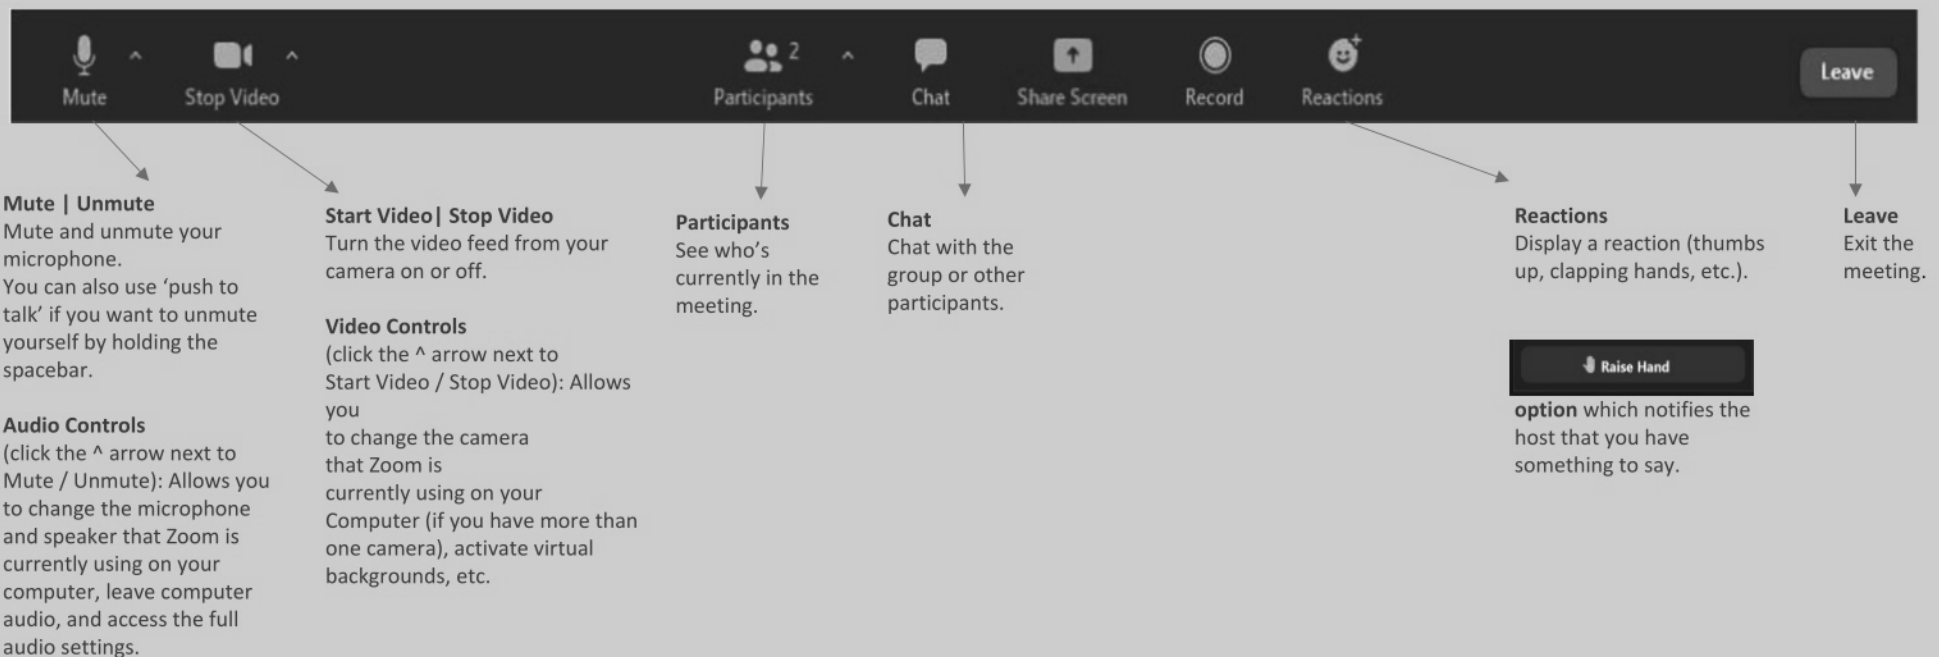 2
Mute
Stop Video
Participants
Chat
Share Screen
Record
Reactions
Leave
Mute | Unmute
Mute and unmute your
microphone.
You can also use ‘push to
talk’ if you want to unmute
yourself by holding the
spacebar.
Audio Controls
(click the ^ arrow next to
Mute / Unmute): Allows you
to change the microphone
and speaker that Zoom is
currently using on your
computer, leave computer
audio, and access the full
audio settings.
Start Video| Stop Video
Turn the video feed from your
camera on or off.
Video Controls
(click the ^ arrow next to
Start Video / Stop Video): Allows
you
to change the camera
that Zoom is
currently using on your
Computer (if you have more than
one camera), activate virtual
backgrounds, etc.
Participants
See who’s
currently in the
meeting.
Chat
Chat with the
group or other
participants.
Reactions
Display a reaction (thumbs
up, clapping hands, etc.).
Raise Hand
option which notifies the
host that you have
something to say.
Leave
Exit the
meeting.